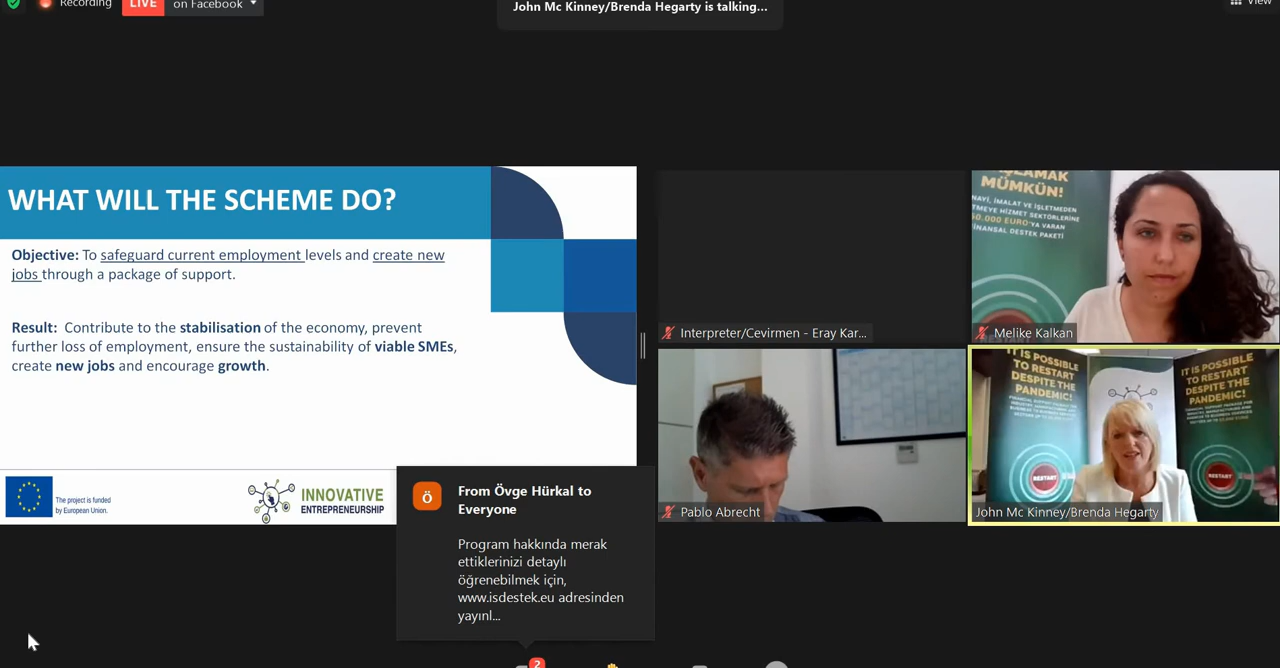 Recording
LIVE
on Facebook
John Mc Kinney/Brenda Hegarty is talking...
View
WHAT WILL THE SCHEME DO?
Objective: To safeguard current employment levels and create new
jobs through a package of support.
Result: Contribute to the stabilisation of the economy, prevent
further loss of employment, ensure the sustainability of viable SMEs,
create new jobs and encourage growth.
The project is funded
by European Union.
INNOVATIVE
ENTREPRENEURSHIP
ö
From Övge Hürkal to
Everyone
Program hakkında merak
ettiklerinizi detaylı
öğrenebilmek için,
www.isdestek.eu adresinden
yayınl...
2
Interpreter/Cevirmen - Eray Kar...
MÜMKÜN!
Melike Kalkan
Pablo Abrecht
IT IS POSSIBLE
TO RESTART
DESPITE THE
PANDEMIC!
RESTART
IT IS POSSIBLE
TO RESTART
DESPITE THE
PANDEMIC!
RESTART
John Mc Kinney/Brenda Hegarty